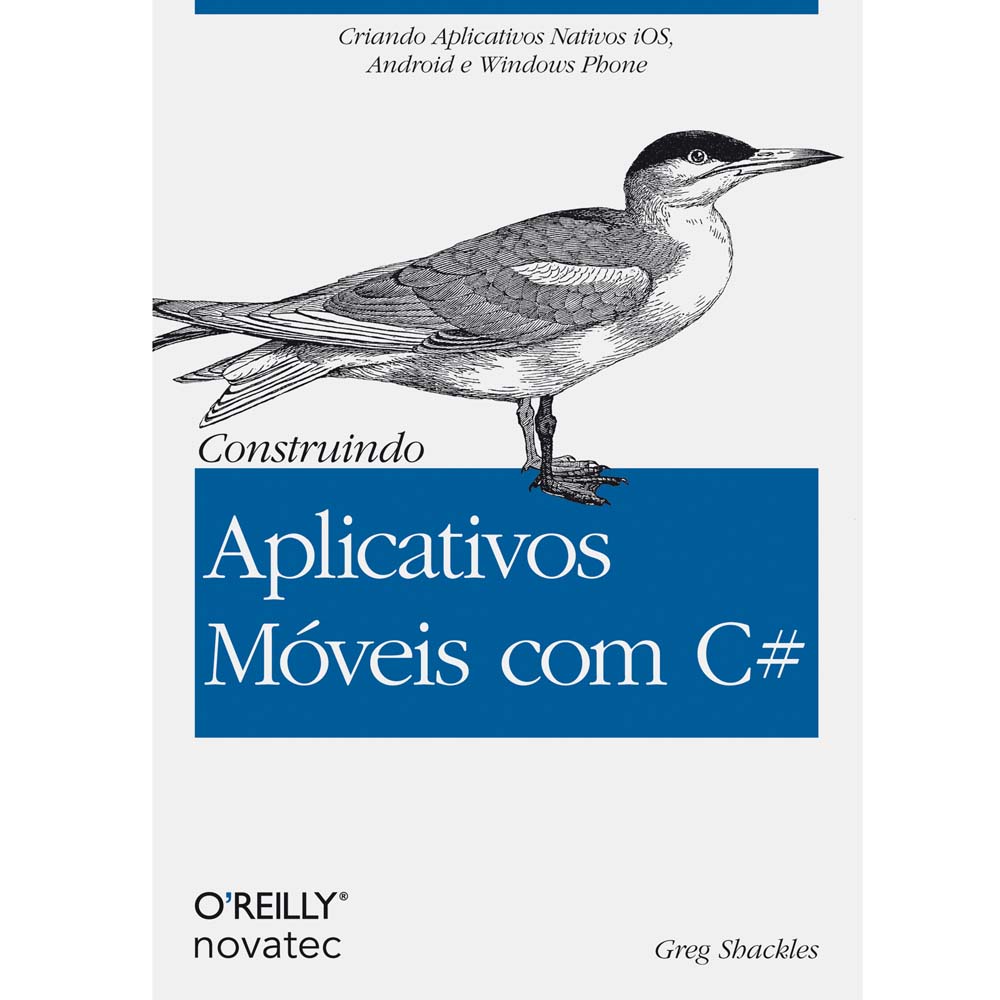 Criando Aplicativos Nativos iOS,
Android e Windows Phone
Construindo
Aplicativos
Móveis com C#
O'REILLY®
novatec
Greg Shackles